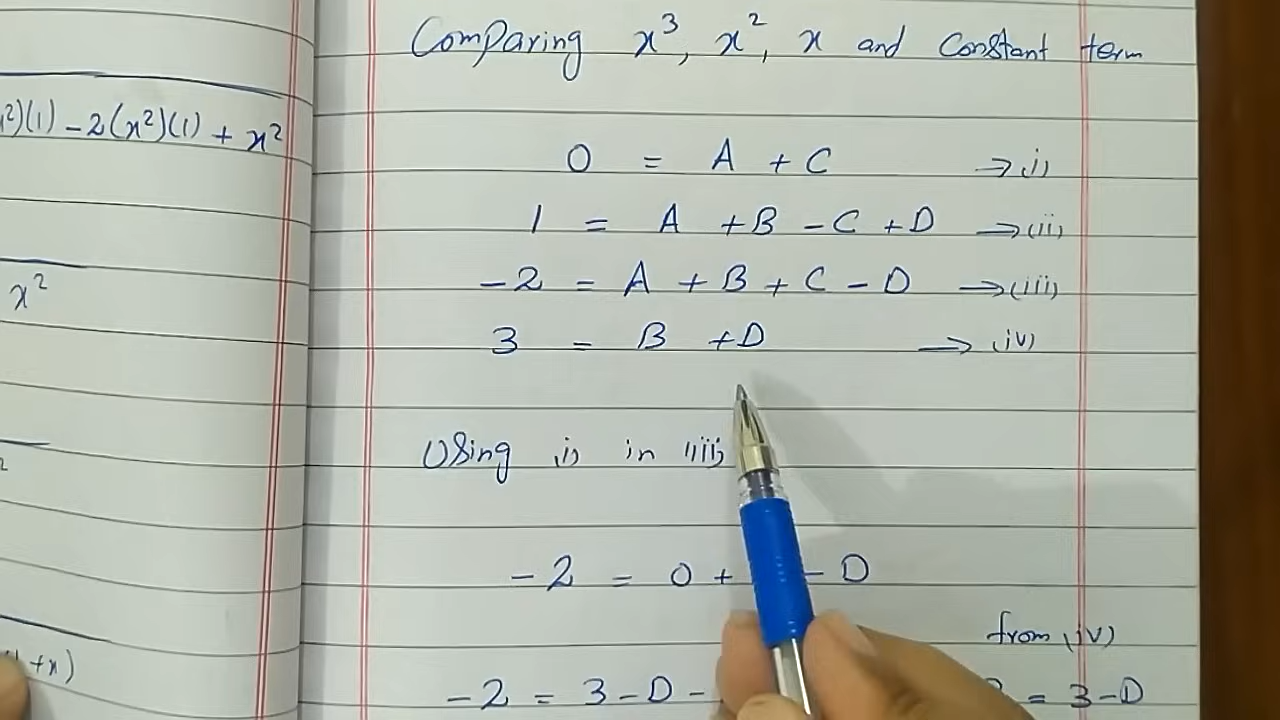 ²)(1) - 2(x²)(1) + x²
x²
2
+x)
Comparing x³, x², x and Constant term
0 = A + C → (i)
1 = A + B - C + D → (ii)
-2 = A + B + C - D → (iii)
3 = B + D → (iv)
Using (i) in (iii)
-2 = 0 + - D
from (iv)
-2 = 3 - D - = 3 - D